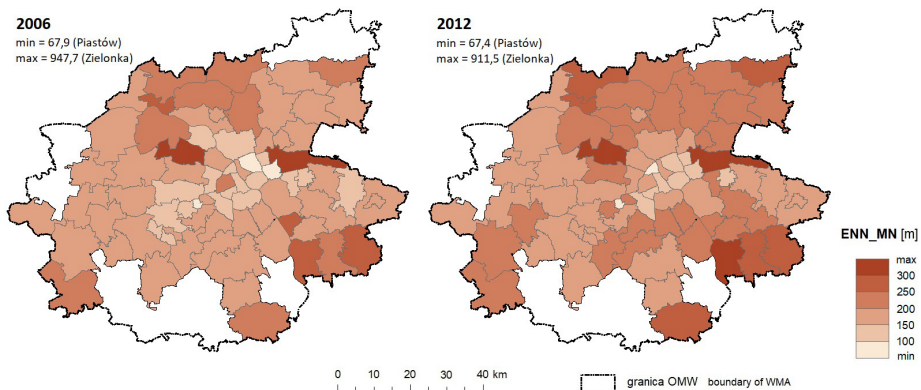 2006
min = 67,9 (Piastów)
max = 947,7 (Zielonka)
2012
min = 67,4 (Piastów)
max = 911,5 (Zielonka)
ENN_MN [m]
max
300
250
200
150
100
min
0 10 20 30 40 km
granica OMW boundary of WMA